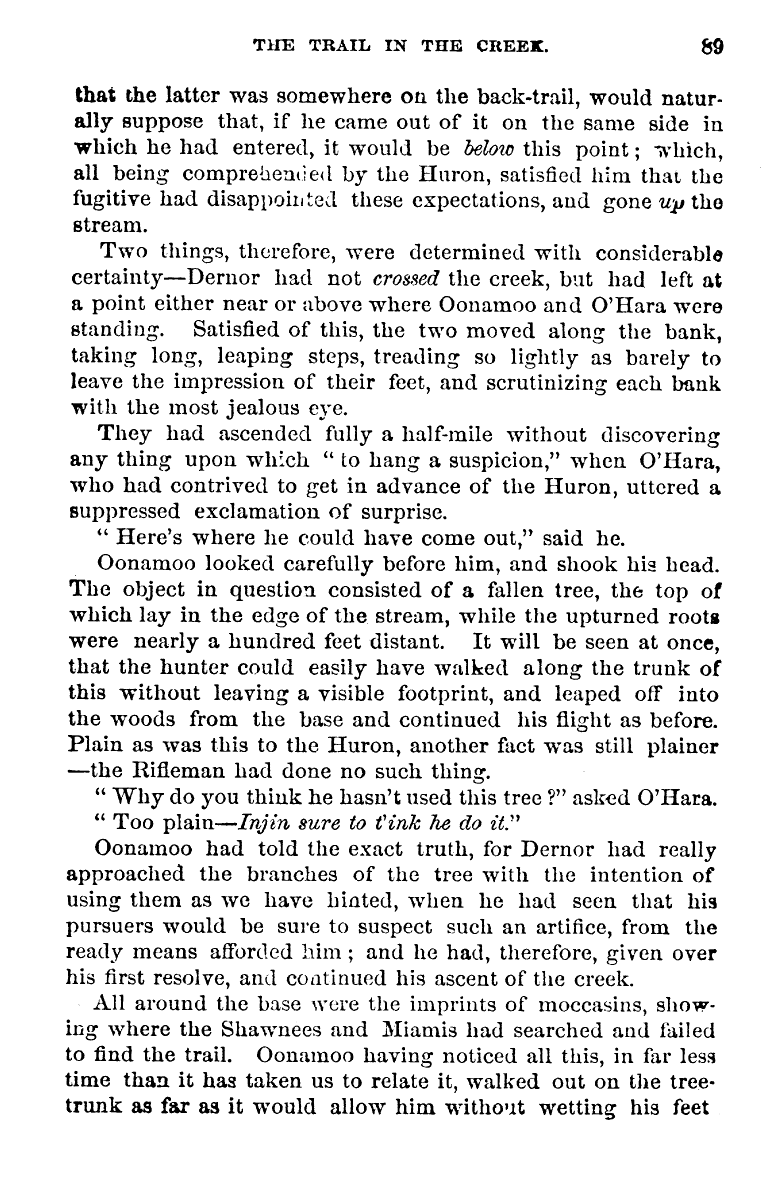 THE TRAIL IN THE CREEK. 89
that the latter was somewhere on the back-trail, would natur-
ally suppose that, if he came out of it on the same side in
which he had entered, it would be below this point; which,
all being comprehended by the Huron, satisfied him that the
fugitive had disappointed these expectations, and gone up the
stream.
Two things, therefore, were determined with considerable
certainty—Dernor had not crossed the creek, but had left at
a point either near or above where Oonamoo and O'Hara were
standing. Satisfied of this, the two moved along the bank,
taking long, leaping steps, treading so lightly as barely to
leave the impression of their feet, and scrutinizing each bank
with the most jealous eye.
They had ascended fully a half-mile without discovering
any thing upon which "to hang a suspicion," when O'Hara,
who had contrived to get in advance of the Huron, uttered a
suppressed exclamation of surprise.
"Here's where he could have come out," said he.
Oonamoo looked carefully before him, and shook his head.
The object in question consisted of a fallen tree, the top of
which lay in the edge of the stream, while the upturned roots
were nearly a hundred feet distant. It will be seen at once,
that the hunter could easily have walked along the trunk of
this without leaving a visible footprint, and leaped off into
the woods from the base and continued his flight as before.
Plain as was this to the Huron, another fact was still plainer
—the Rifleman had done no such thing.
"Why do you think he hasn't used this tree?" asked O'Hara.
"Too plain—Injin sure to t'ink he do it."
Oonamoo had told the exact truth, for Dernor had really
approached the branches of the tree with the intention of
using them as we have hinted, when he had seen that his
pursuers would be sure to suspect such an artifice, from the
ready means afforded him; and he had, therefore, given over
his first resolve, and continued his ascent of the creek.
All around the base were the imprints of moccasins, show-
ing where the Shawnees and Miamis had searched and failed
to find the trail. Oonamoo having noticed all this, in far less
time than it has taken us to relate it, walked out on the tree-
trunk as far as it would allow him without wetting his feet